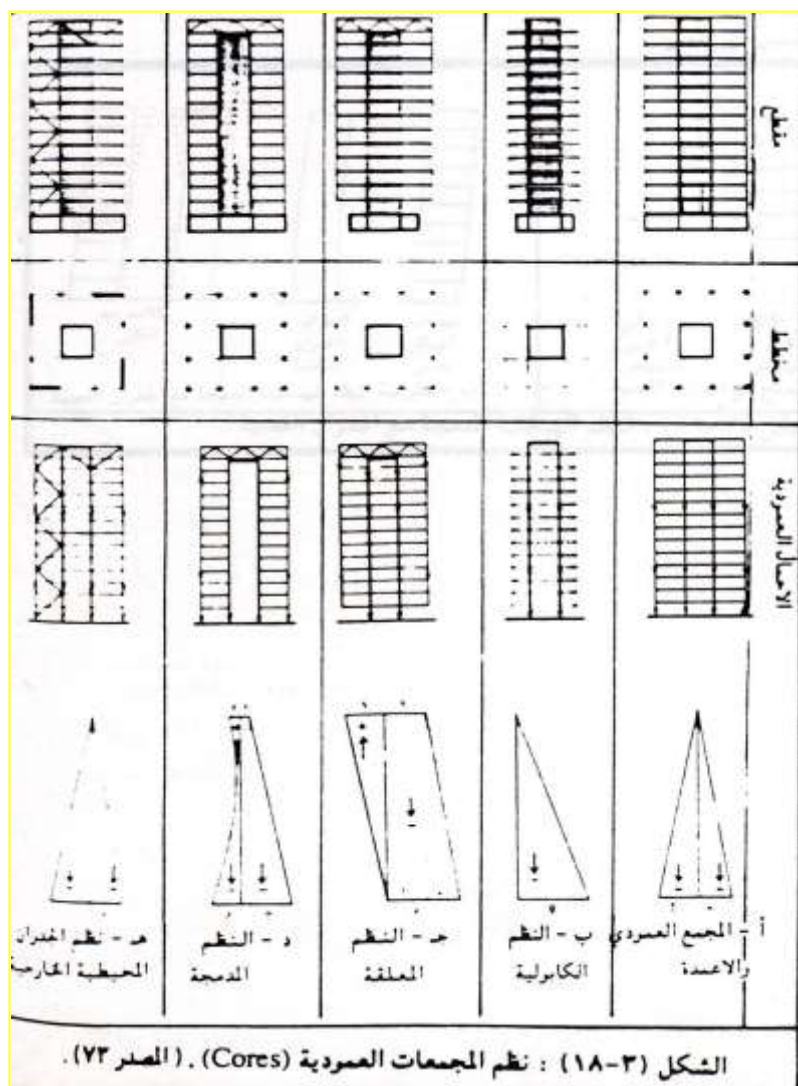 مقطع
مخطط
الاحمال العمودية
أ - المجمع العمودي
والاعمدة
ب - النظم
الكابولية
جـ - النظم
المعلقة
د - النظم
المدمجة
هـ - نظم الجدران
المحيطية الخارجية
الشكل (٣-١٨) : نظم المجمعات العمودية (Cores) . (المصدر ٧٣) .